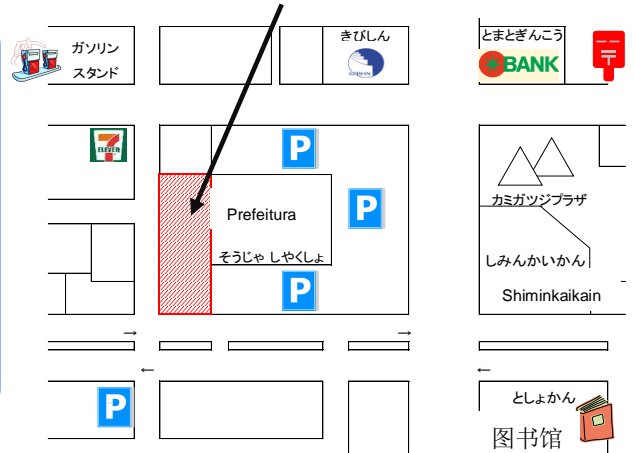 ガソリン
スタンド
きびしん
KIBISHIN
とまとぎんこう
BANK
〒
7
ELEVEN
P
P
P
Prefeitura
そうじゃ しやくしょ
カミガツジプラザ
しみんかいかん
Shiminkaikain
→
→
←
←
P
としょかん
图书馆